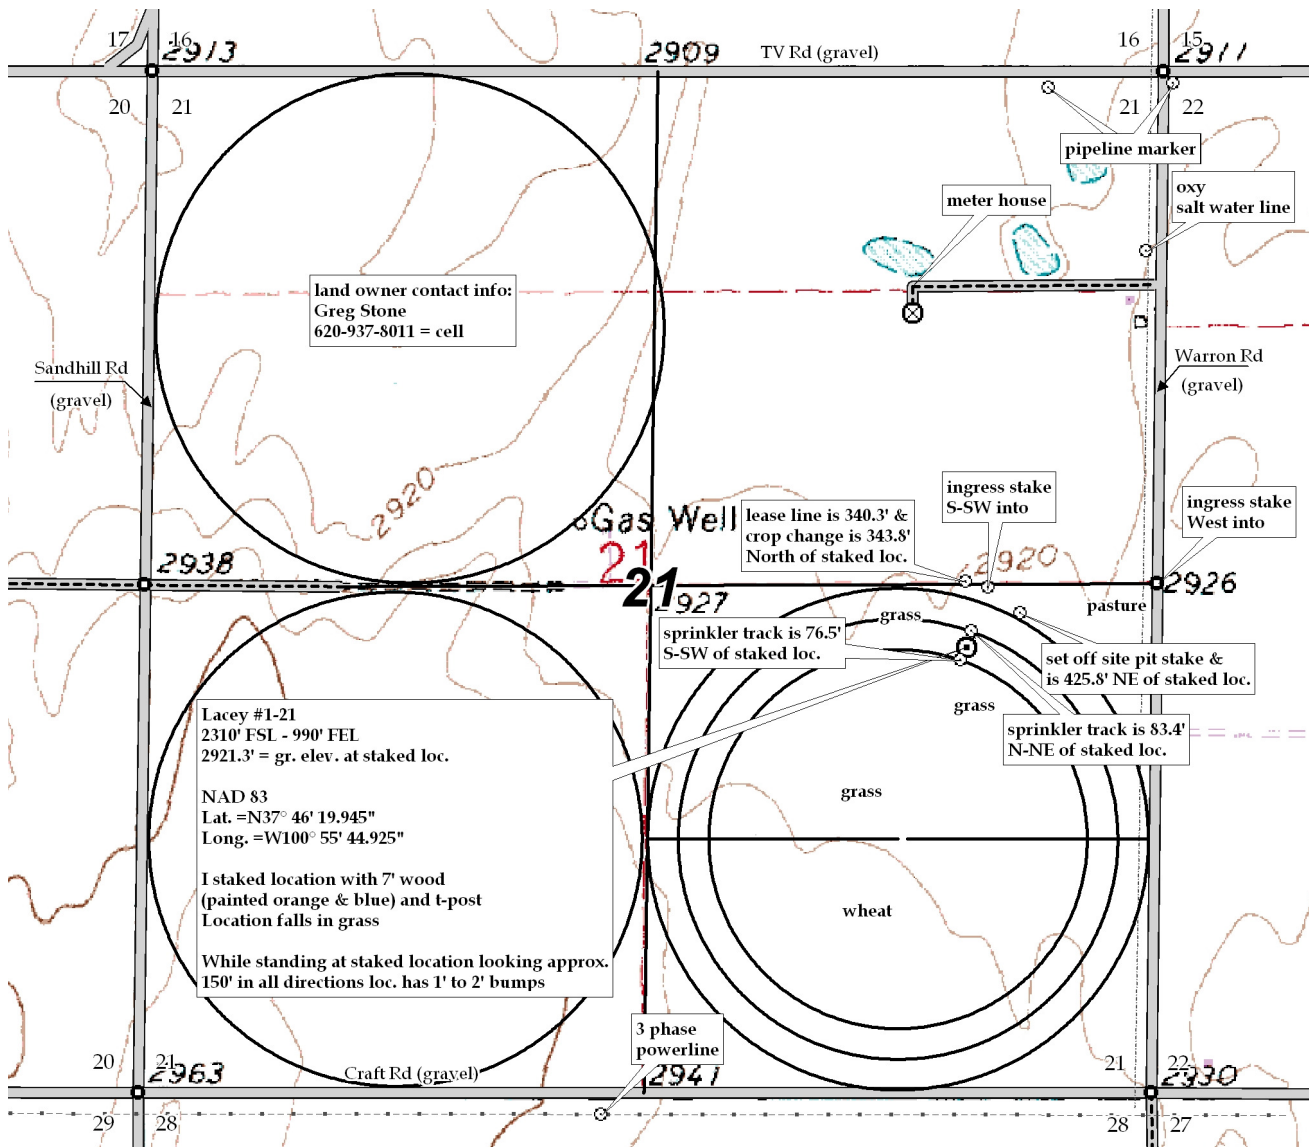 17
16
2913
2909
TV Rd (gravel)
16
15
2911
20
21
21
22
pipeline marker
oxy
salt water line
meter house
land owner contact info:
Greg Stone
620-937-8011 = cell
Sandhill Rd
(gravel)
Warron Rd
(gravel)
2920
ingress stake
S-SW into
ingress stake
West into
lease line is 340.3' &
crop change is 343.8'
North of staked loc.
Gas Well
21
21
2938
2920
2926
2927
pasture
grass
sprinkler track is 76.5'
S-SW of staked loc.
set off site pit stake &
is 425.8' NE of staked loc.
grass
sprinkler track is 83.4'
N-NE of staked loc.
Lacey #1-21
2310' FSL - 990' FEL
2921.3' = gr. elev. at staked loc.
NAD 83
Lat. =N37° 46' 19.945"
Long. =W100° 55' 44.925"
I staked location with 7' wood
(painted orange & blue) and t-post
Location falls in grass
While standing at staked location looking approx.
150' in all directions loc. has 1' to 2' bumps
grass
wheat
3 phase
powerline
20
21
2963
Craft Rd (gravel)
2941
21
22
2930
29
28
28
27